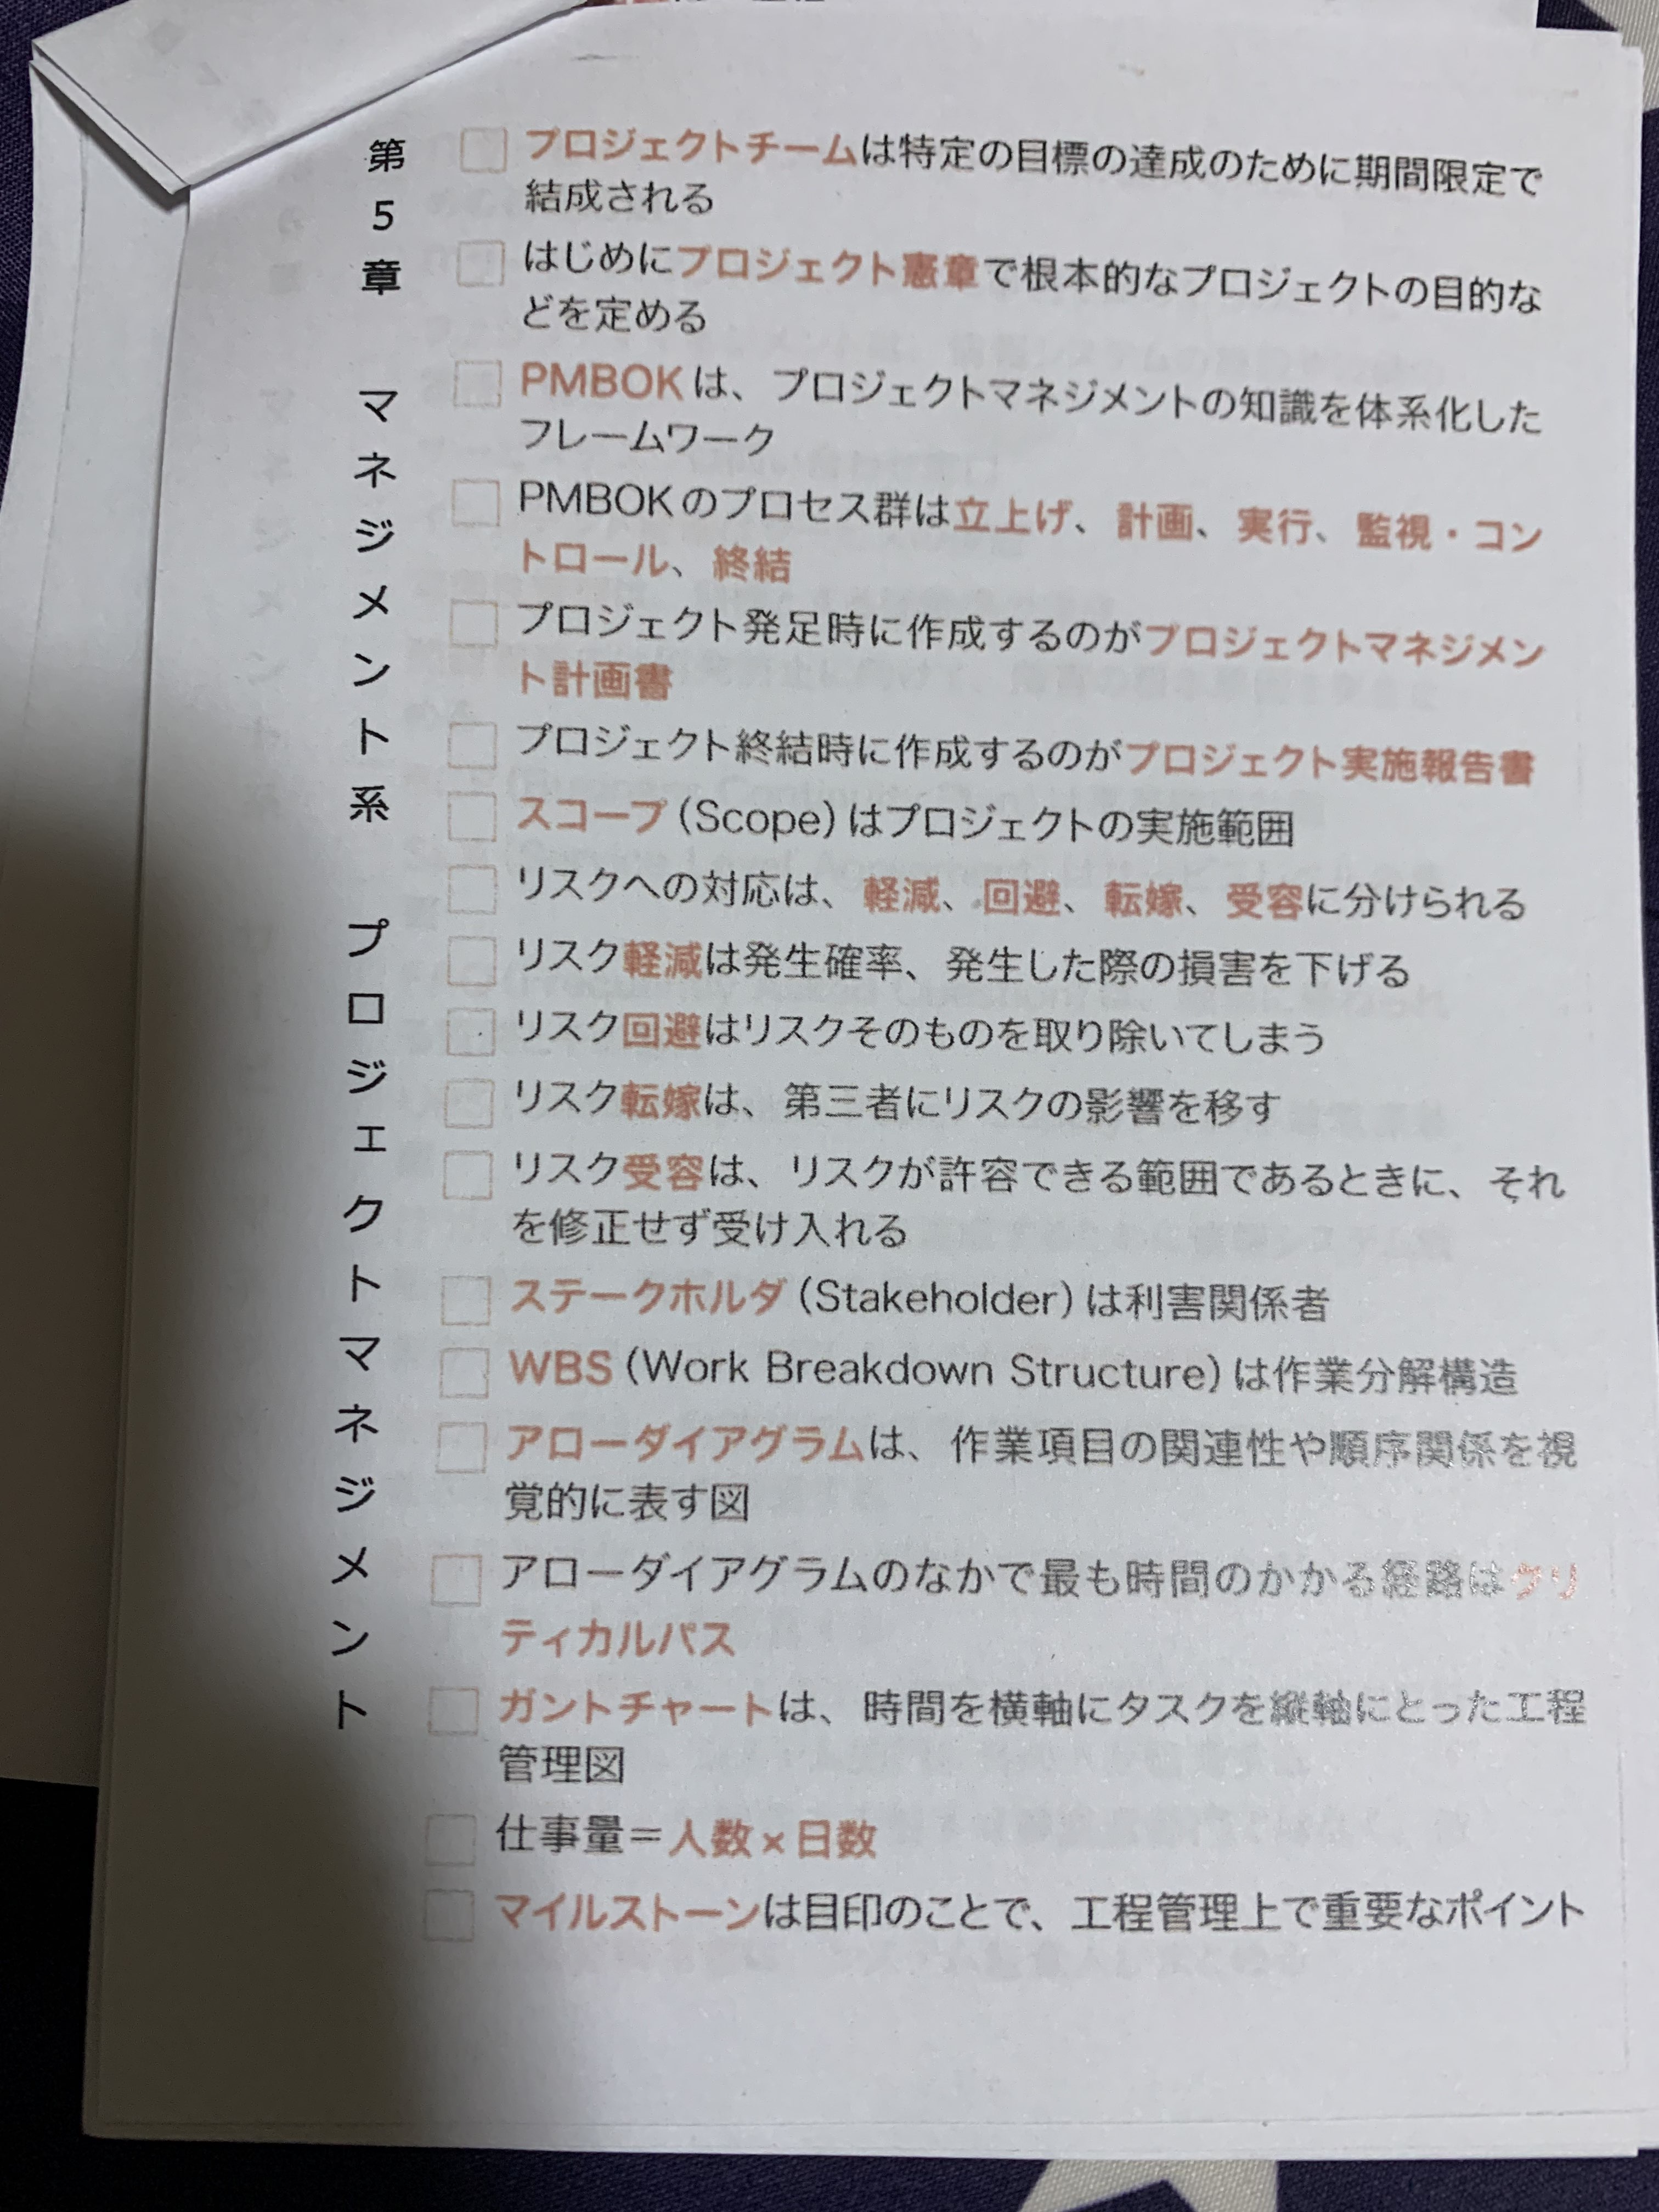 第5章 マネジメント系 プロジェクトマネジメント
プロジェクトチームは特定の目標の達成のために期間限定で
結成される
はじめにプロジェクト憲章で根本的なプロジェクトの目的な
どを定める
PMBOKは、プロジェクトマネジメントの知識を体系化した
フレームワーク
PMBOKのプロセス群は立上げ、計画、実行、監視・コン
トロール、終結
プロジェクト発足時に作成するのがプロジェクトマネジメン
ト計画書
プロジェクト終結時に作成するのがプロジェクト実施報告書
スコープ(Scope)はプロジェクトの実施範囲
リスクへの対応は、軽減、回避、転嫁、受容に分けられる
リスク軽減は発生確率、発生した際の損害を下げる
リスク回避はリスクそのものを取り除いてしまう
リスク転嫁は、第三者にリスクの影響を移す
リスク受容は、リスクが許容できる範囲であるときに、それ
を修正せず受け入れる
ステークホルダ(Stakeholder)は利害関係者
WBS(Work Breakdown Structure)は作業分解構造
アローダイアグラムは、作業項目の関連性や順序関係を視
覚的に表す図
アローダイアグラムのなかで最も時間のかかる経路はクリ
ティカルパス
ガントチャートは、時間を横軸にタスクを縦軸にとった工程
管理図
仕事量=人数×日数
マイルストーンは目印のことで、工程管理上で重要なポイント